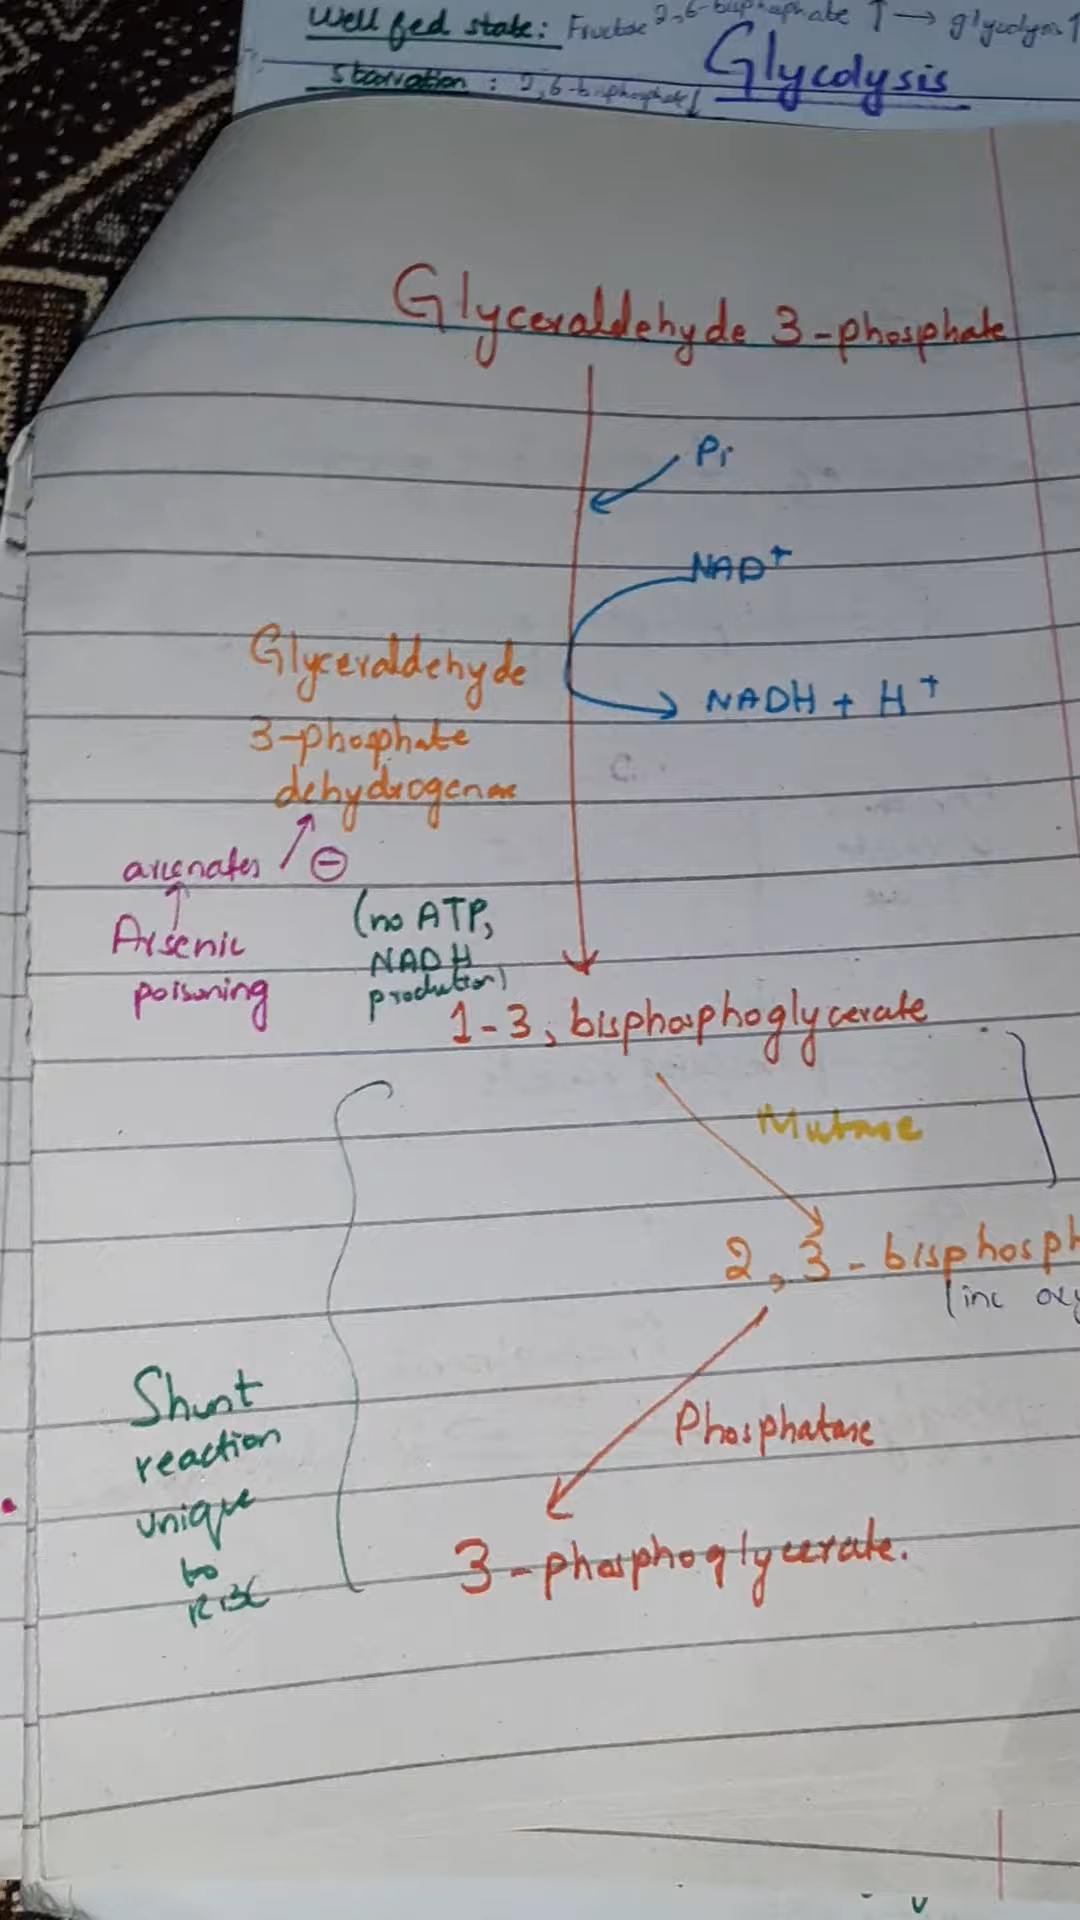 Well fed state: Fructose 2,6-bisphosphate ↑ → glycolysis ↑
Starvation : 2,6-bisphosphate↓
Glycolysis
Glyceraldehyde 3-phosphate
Pi
NAD+
NADH + H+
Glyceraldehyde
3-phosphate
dehydrogenase
arsenates ⊖
Arsenic
poisoning
(no ATP,
NADH
production)
1-3, bisphosphoglycerate
Mutase
2,3-bisphosph
(inc oxy
Phosphatase
3-phosphoglycerate.
Shunt
reaction
unique
to
RBC